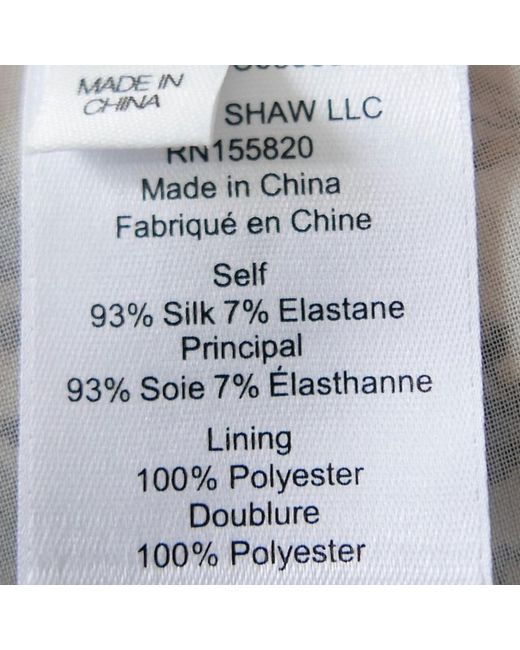 MADE IN
CHINA
SHAW LLC
RN155820
Made in China
Fabriqué en Chine
Self
93% Silk 7% Elastane
Principal
93% Soie 7% Élasthanne
Lining
100% Polyester
Doublure
100% Polyester